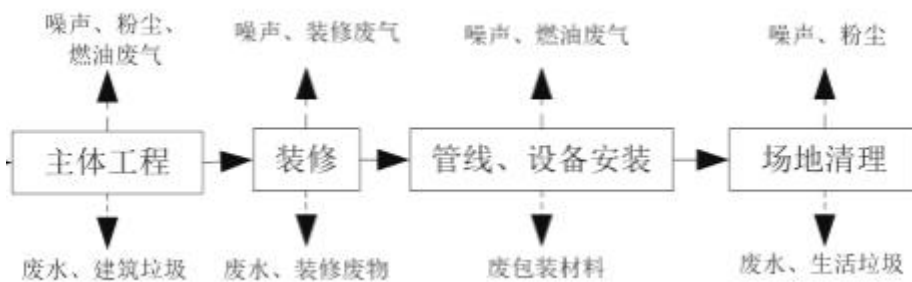 噪声、粉尘、
燃油废气
噪声、装修废气
噪声、燃油废气
噪声、粉尘
主体工程
装修
管线、设备安装
场地清理
废水、建筑垃圾
废水、装修废物
废包装材料
废水、生活垃圾